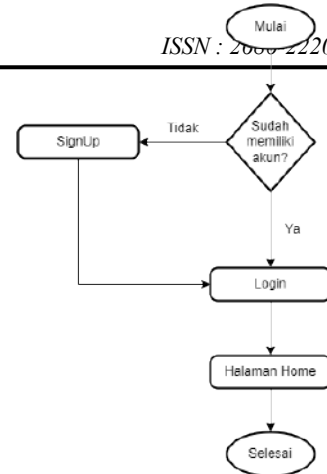 Mulai
ISSN :
SignUp
Tidak
Sudah
memiliki
akun?
Ya
Login
Halaman Home
Selesai